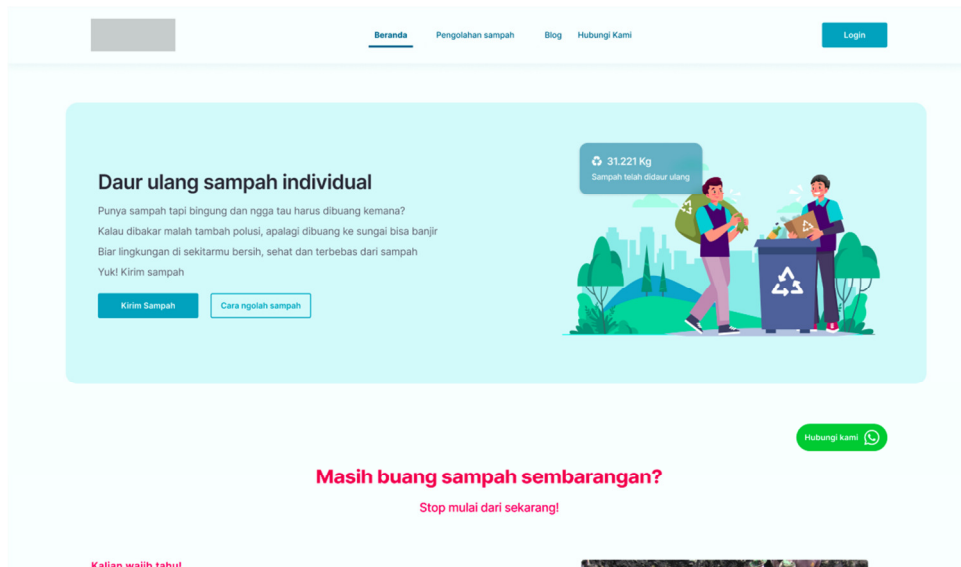 Beranda
Pengolahan sampah
Blog
Hubungi Kami
Login
Daur ulang sampah individual
Punya sampah tapi bingung dan ngga tau harus dibuang kemana?
Kalau dibakar malah tambah polusi, apalagi dibuang ke sungai bisa banjir
Biar lingkungan di sekitarmu bersih, sehat dan terbebas dari sampah
Yuk! Kirim sampah
Kirim Sampah
Cara ngolah sampah
31.221 Kg
Sampah telah didaur ulang
Hubungi kami
Masih buang sampah sembarangan?
Stop mulai dari sekarang!
Kalian wajib tahu!